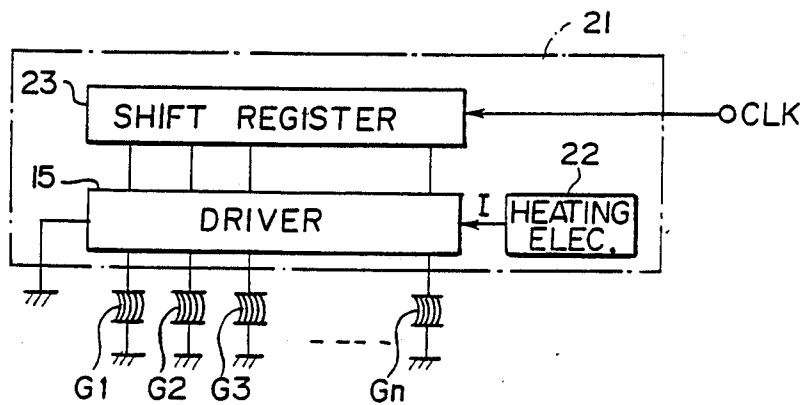 21
23
SHIFT REGISTER
CLK
15
22
DRIVER
I
HEATING
ELEC.
G1
G2
G3
Gn